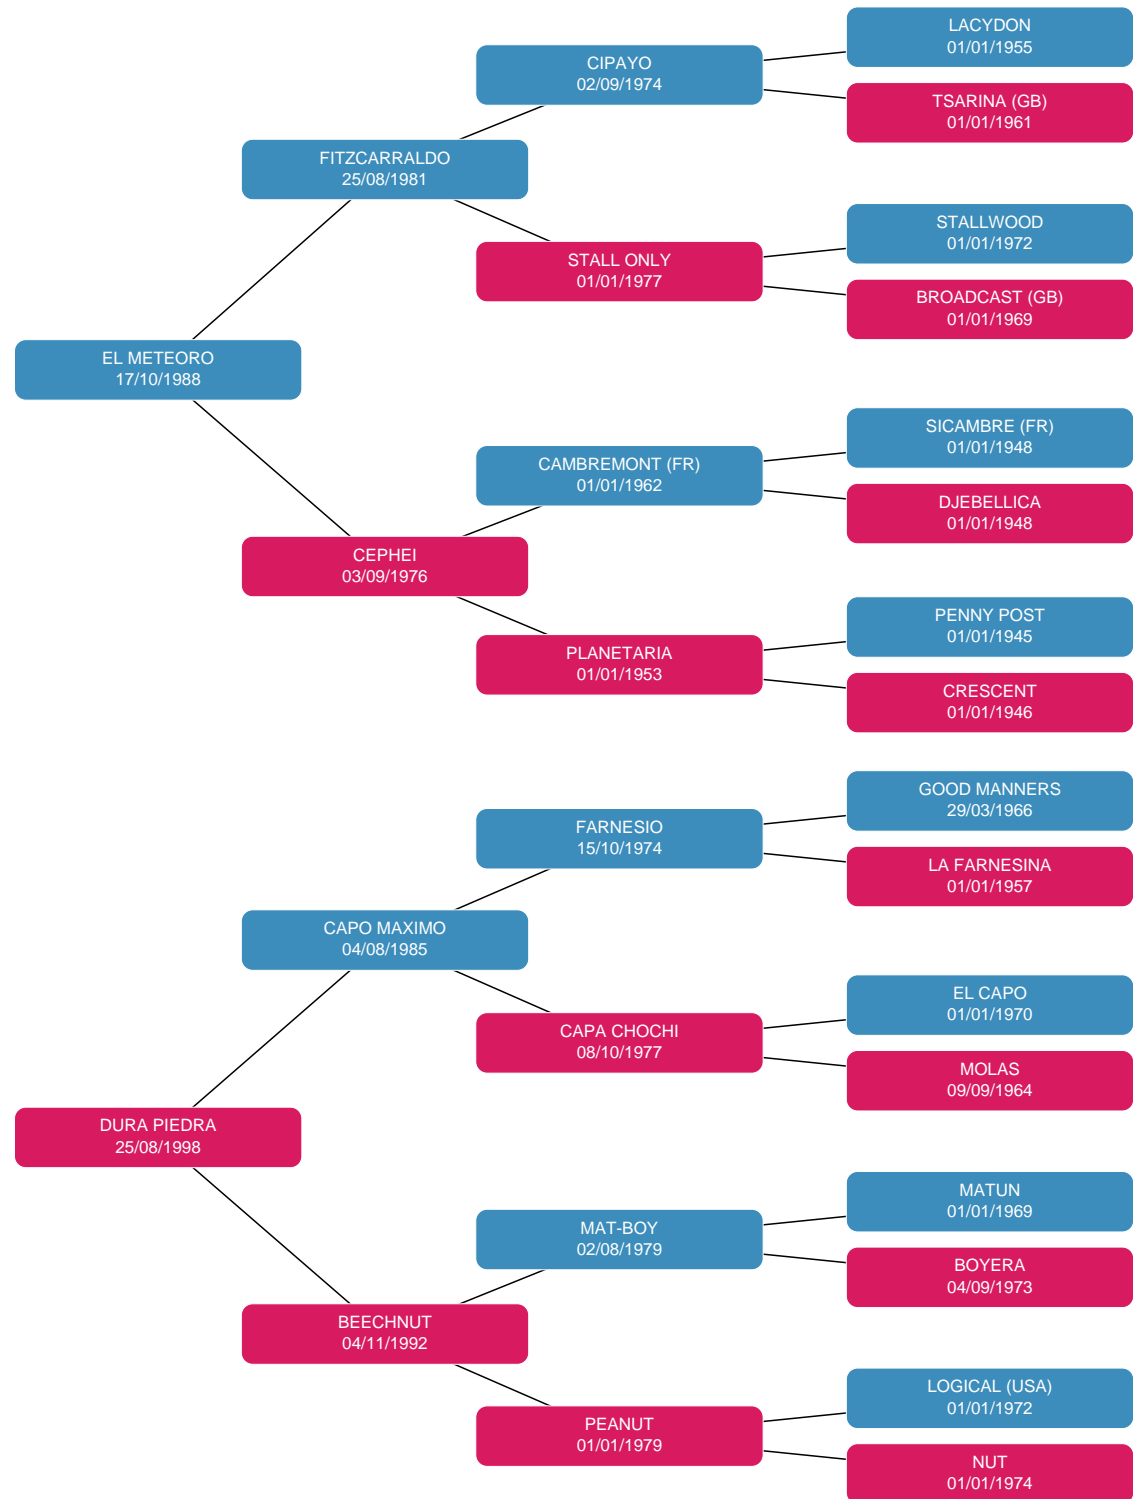 LACYDON
01/01/1955
CIPAYO
02/09/1974
TSARINA (GB)
01/01/1961
FITZCARRALDO
25/08/1981
STALLWOOD
01/01/1972
STALL ONLY
01/01/1977
BROADCAST (GB)
01/01/1969
EL METEORO
17/10/1988
SICAMBRE (FR)
01/01/1948
CAMBREMONT (FR)
01/01/1962
DJEBELLICA
01/01/1948
CEPHEI
03/09/1976
PENNY POST
01/01/1945
PLANETARIA
01/01/1953
CRESCENT
01/01/1946
GOOD MANNERS
29/03/1966
FARNESIO
15/10/1974
LA FARNESINA
01/01/1957
CAPO MAXIMO
04/08/1985
EL CAPO
01/01/1970
CAPA CHOCHI
08/10/1977
MOLAS
09/09/1964
DURA PIEDRA
25/08/1998
MATUN
01/01/1969
MAT-BOY
02/08/1979
BOYERA
04/09/1973
BEECHNUT
04/11/1992
LOGICAL (USA)
01/01/1972
PEANUT
01/01/1979
NUT
01/01/1974